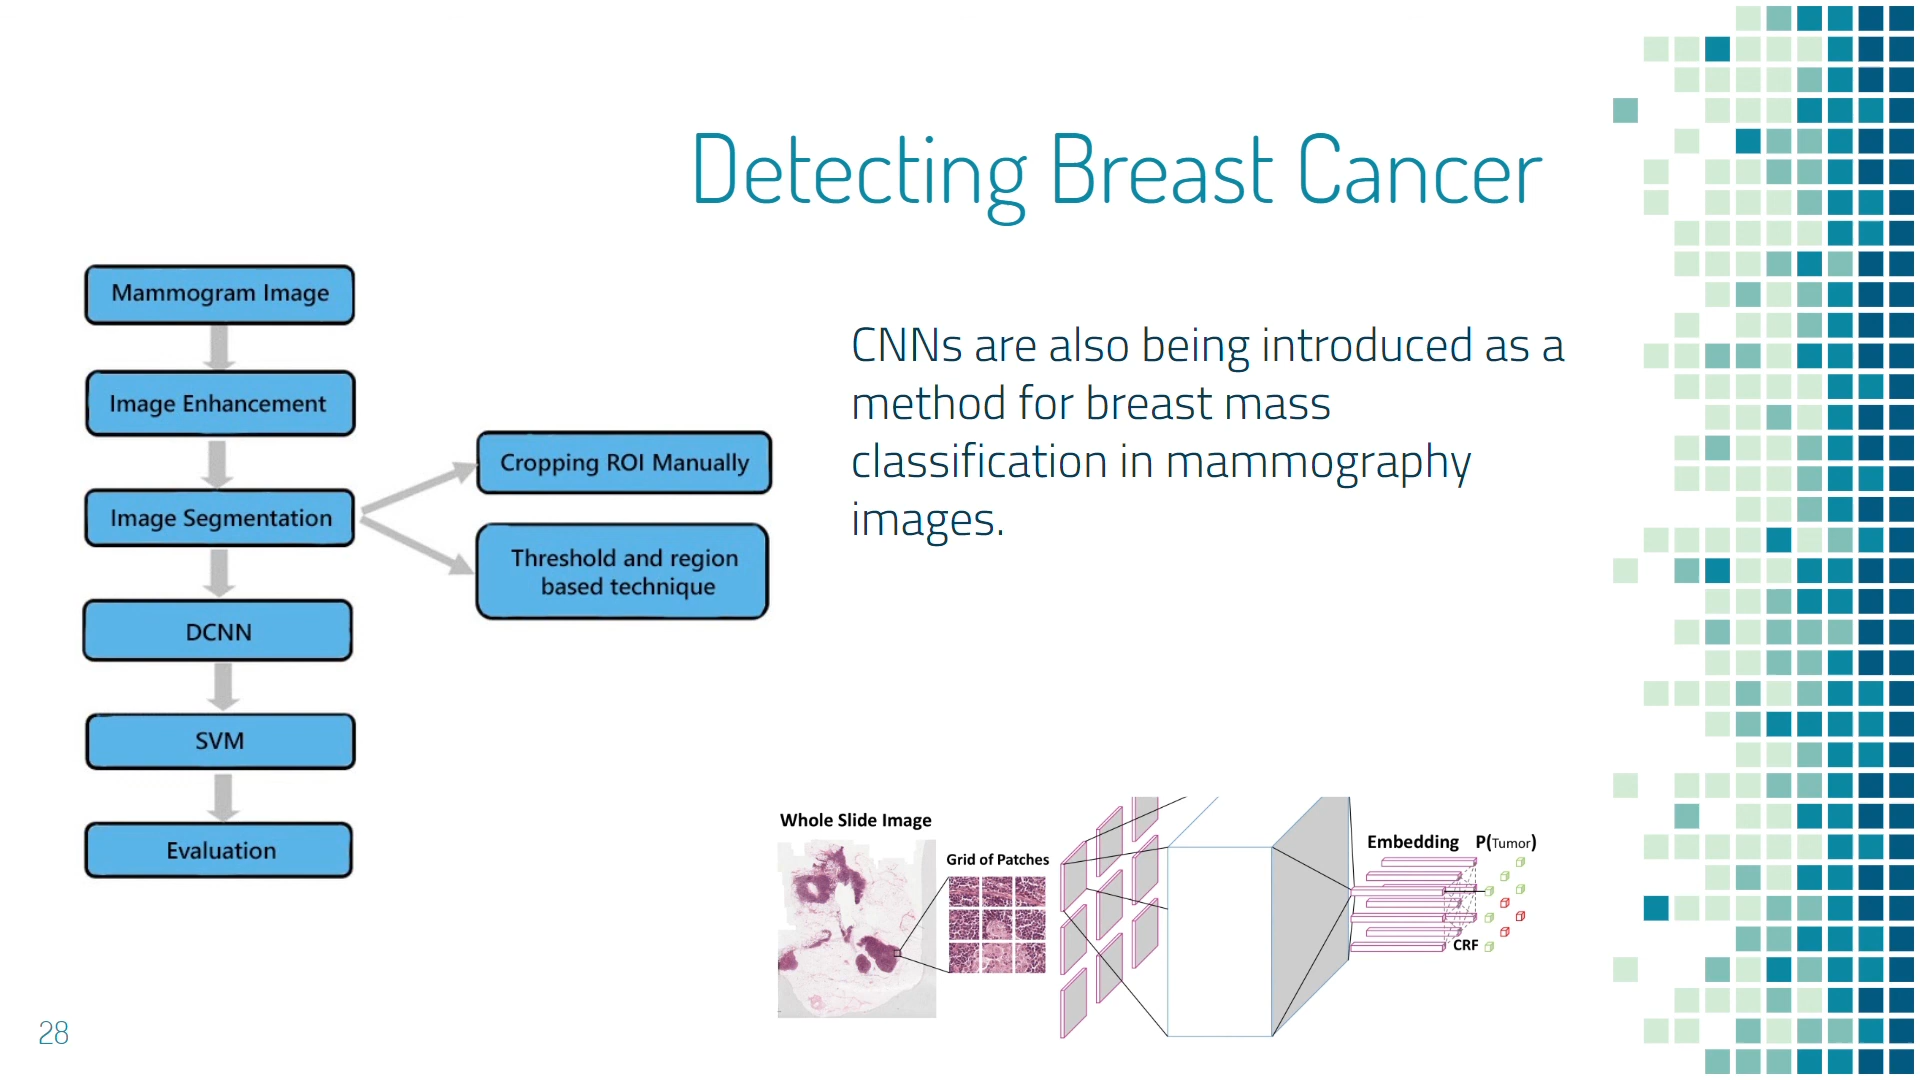 Detecting Breast Cancer
Mammogram Image
Image Enhancement
Image Segmentation
Cropping ROI Manually
Threshold and region
based technique
DCNN
SVM
Evaluation
CNNs are also being introduced as a
method for breast mass
classification in mammography
images.
Whole Slide Image
Grid of Patches
Embedding
P(Tumor)
CRF
28